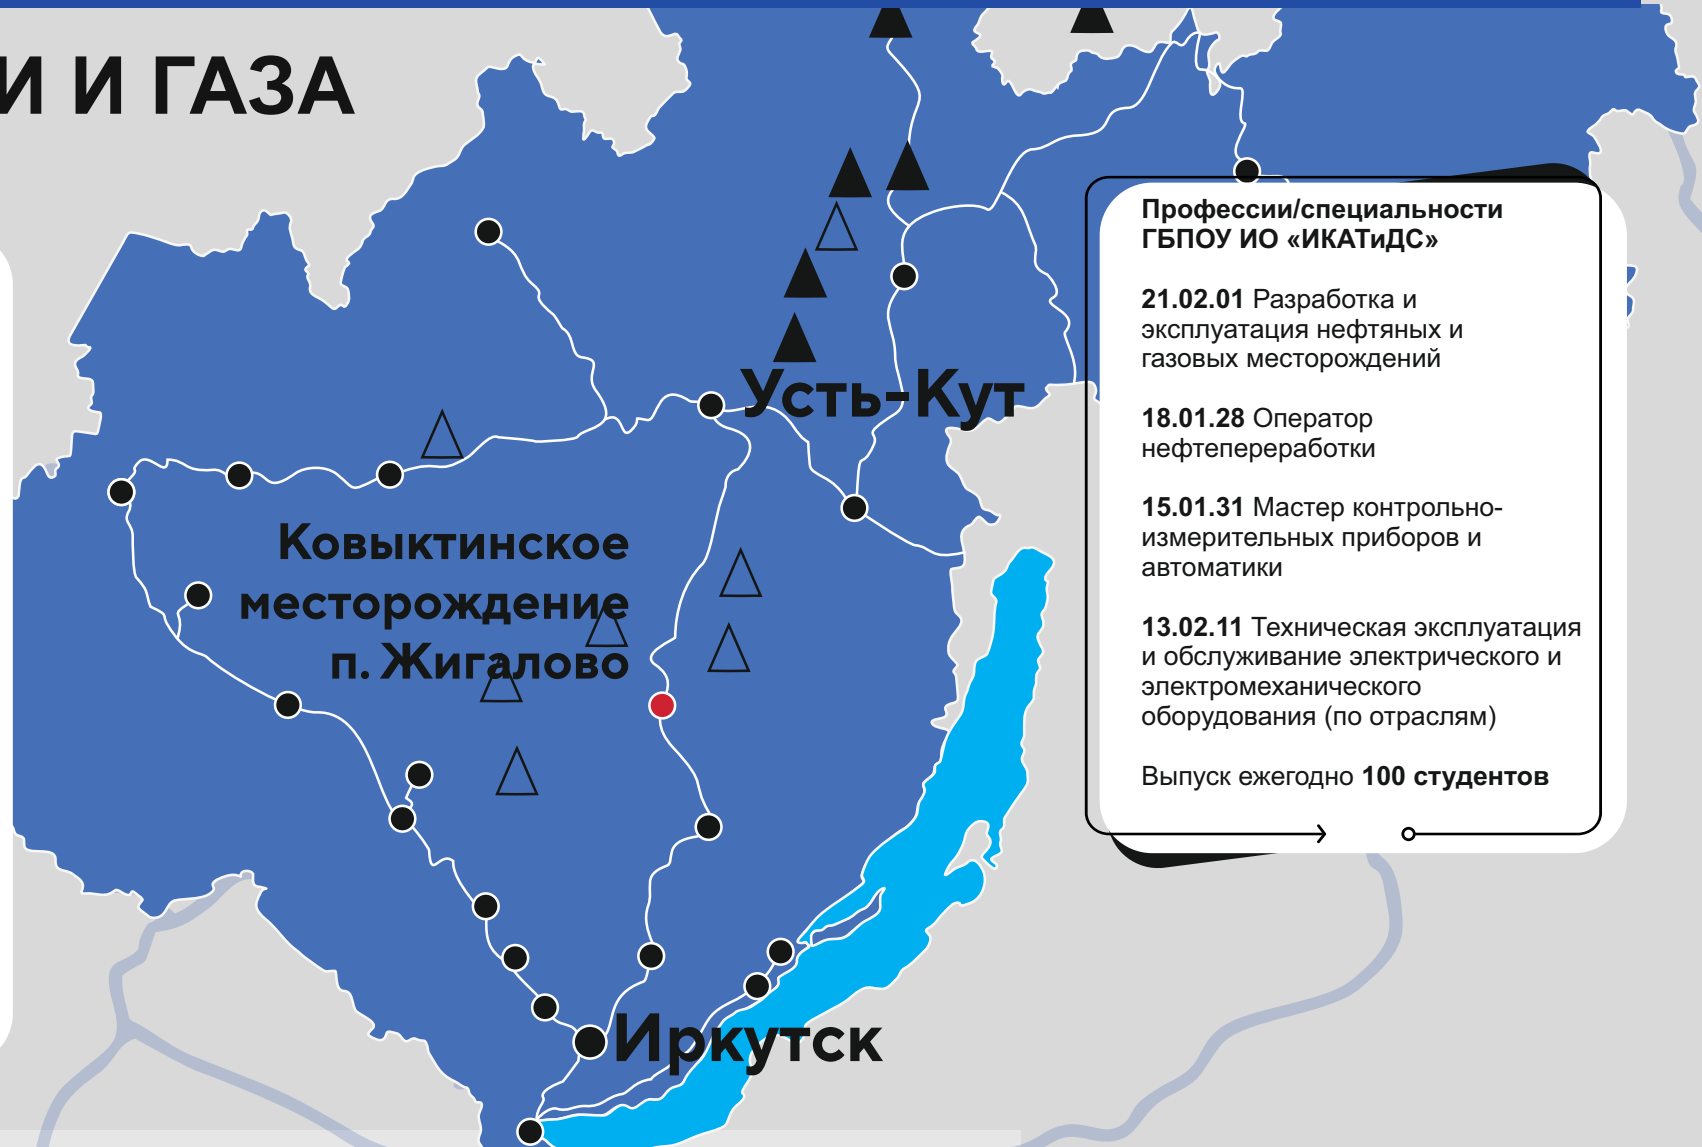 И И ГАЗА
Усть-Кут
Ковыктинское
месторождение
п. Жигалово
Иркутск
Профессии/специальности
ГБПОУ ИО «ИКАТиДС»
21.02.01 Разработка и
эксплуатация нефтяных и
газовых месторождений
18.01.28 Оператор
нефтепереработки
15.01.31 Мастер контрольно-
измерительных приборов и
автоматики
13.02.11 Техническая эксплуатация
и обслуживание электрического и
электромеханического
оборудования (по отраслям)
Выпуск ежегодно 100 студентов